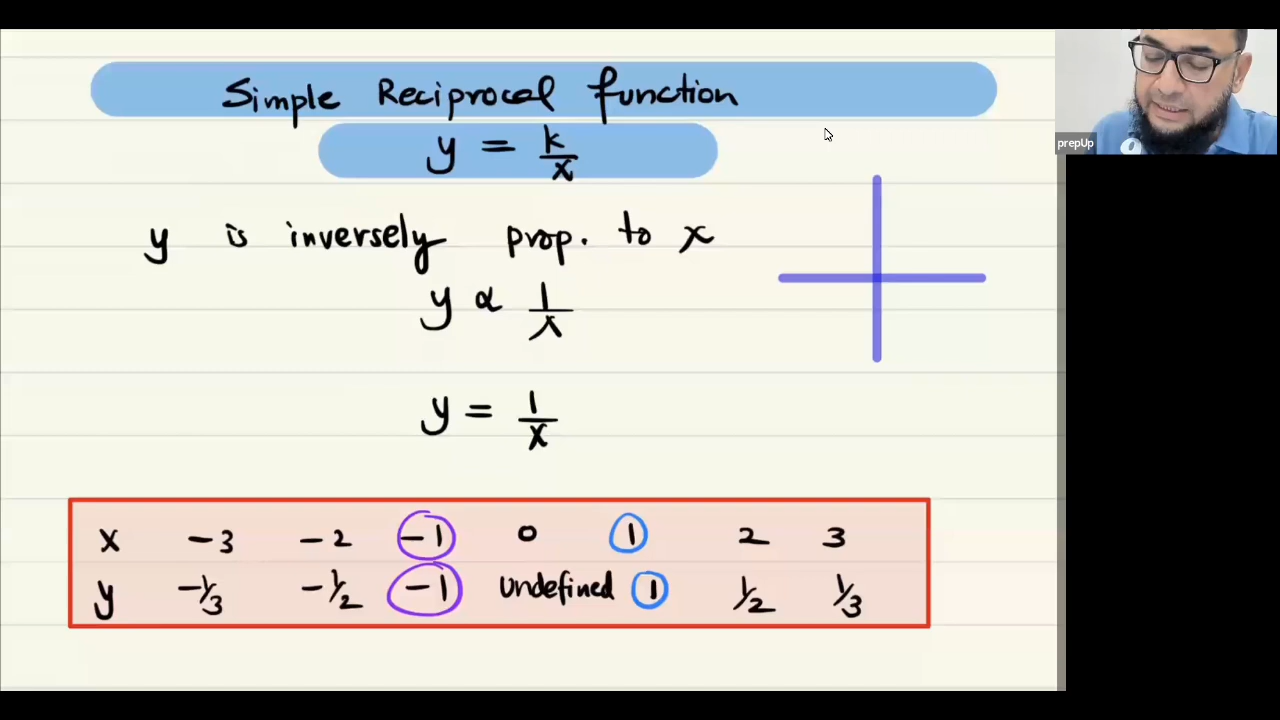 Simple Reciprocal function
y = k/x
prepUp
y is inversely prop. to x
y ∝ 1/x
y = 1/x
x -3 -2 -1 0 1 2 3
y -1/3 -1/2 -1 undefined 1 1/2 1/3